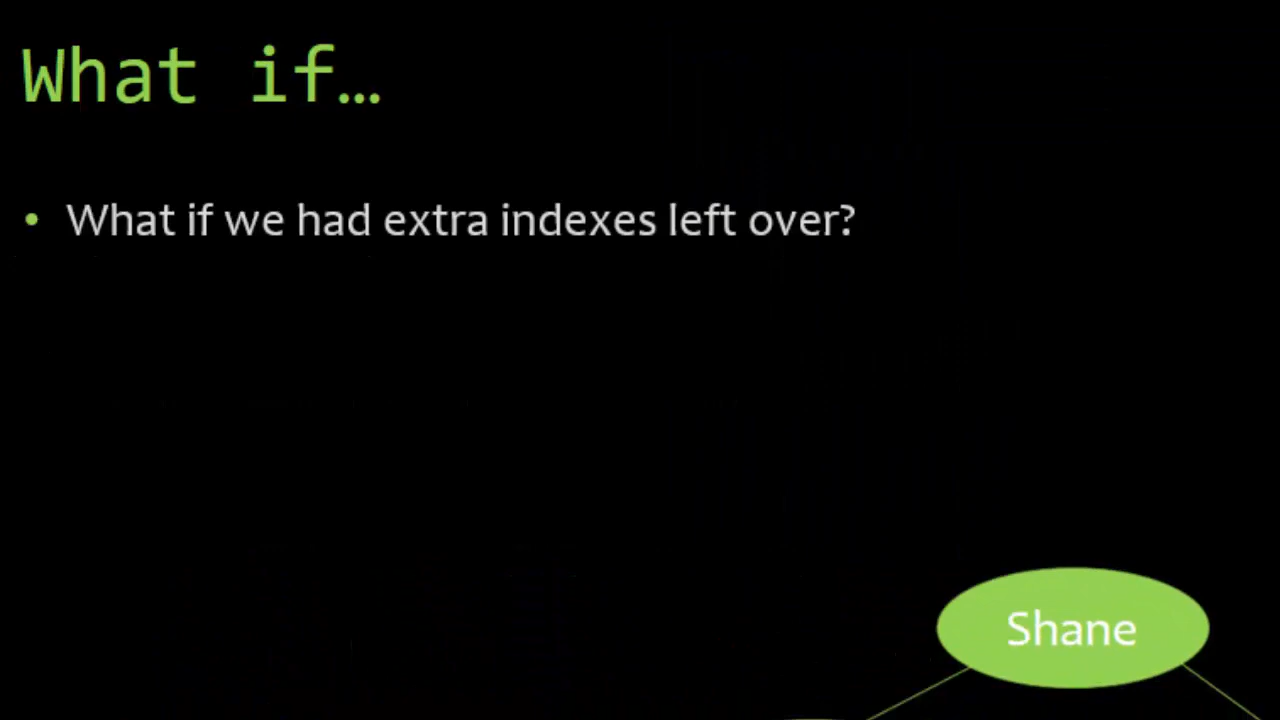 What if…
• What if we had extra indexes left over?
Shane